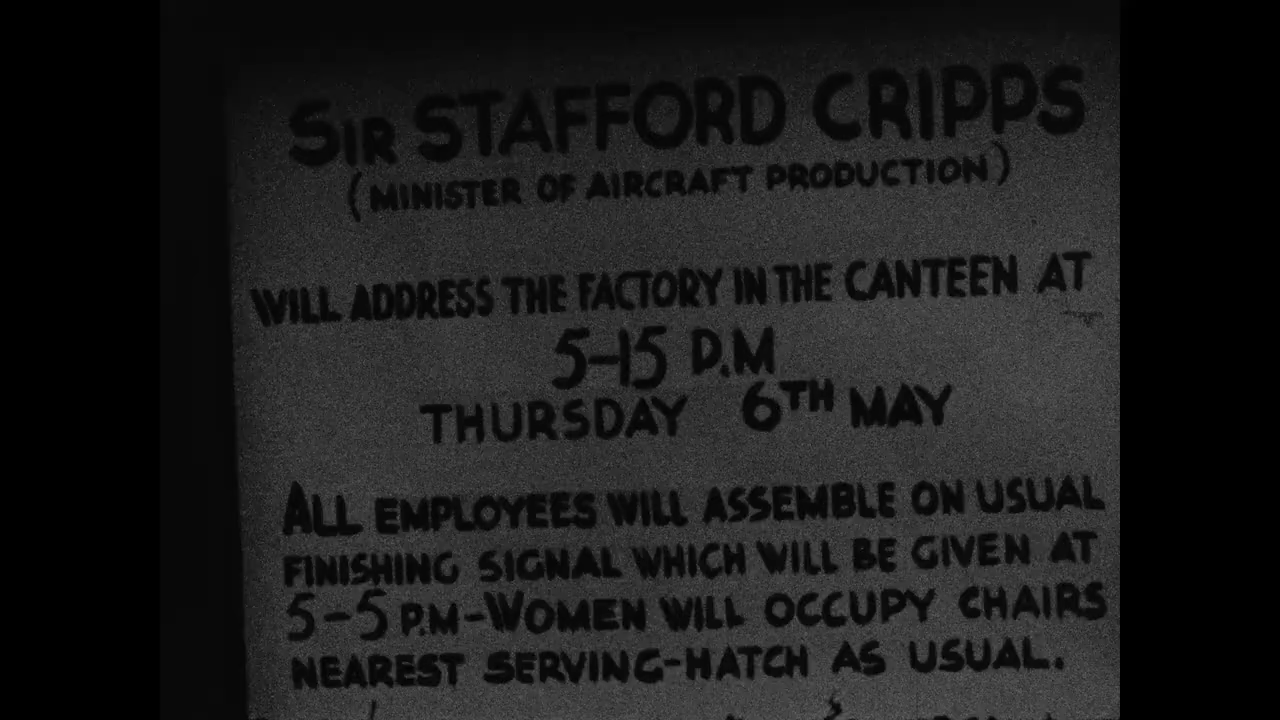 Sir STAFFORD CRIPPS
(MINISTER OF AIRCRAFT PRODUCTION)
WILL ADDRESS THE FACTORY IN THE CANTEEN AT
5-15 P.M
THURSDAY 6TH MAY
ALL EMPLOYEES WILL ASSEMBLE ON USUAL
FINISHING SIGNAL WHICH WILL BE GIVEN AT
5-5 P.M-WOMEN WILL OCCUPY CHAIRS
NEAREST SERVING-HATCH AS USUAL.